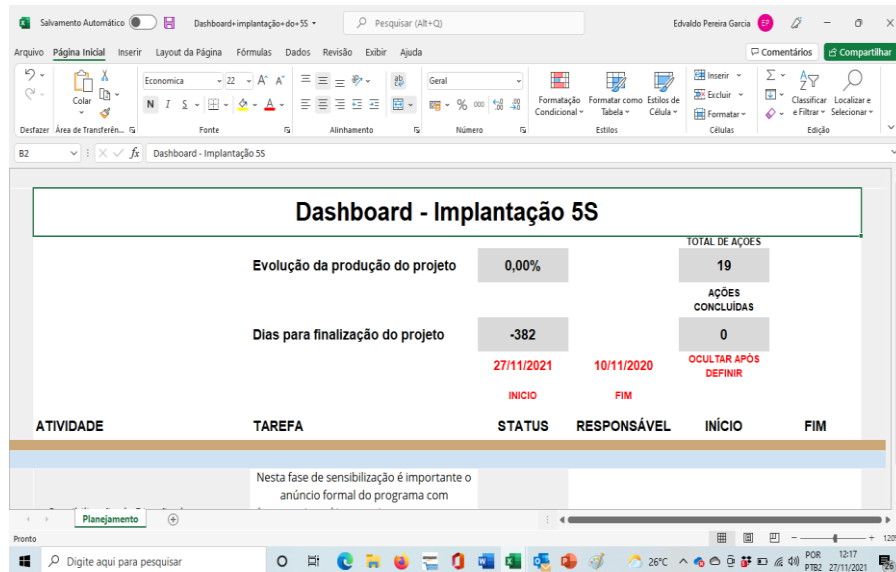 Salvamento Automático
Dashboard+implantação+do+5S
Pesquisar (Alt+Q)
Edvaldo Pereira Garcia EP
Arquivo Página Inicial Inserir Layout da Página Fórmulas Dados Revisão Exibir Ajuda
Comentários Compartilhar
Colar
Economica 22
N I S
Geral
Formatação Condicional
Formatar como Tabela
Estilos de Célula
Inserir
Excluir
Formatar
Classificar e Filtrar
Localizar e Selecionar
Desfazer Área de Transferên... Fonte Alinhamento Número Estilos Células Edição
B2 fx Dashboard - Implantação 5S
Dashboard - Implantação 5S
TOTAL DE AÇOES
Evolução da produção do projeto 0,00% 19
AÇÕES
CONCLUÍDAS
Dias para finalização do projeto -382 0
27/11/2021 10/11/2020 OCULTAR APÓS
DEFINIR
INICIO FIM
ATIVIDADE TAREFA STATUS RESPONSÁVEL INÍCIO FIM
Nesta fase de sensibilização é importante o
anúncio formal do programa com
Planejamento
Pronto
120%
Digite aqui para pesquisar
26°C
POR
PTB2
12:17
27/11/2021